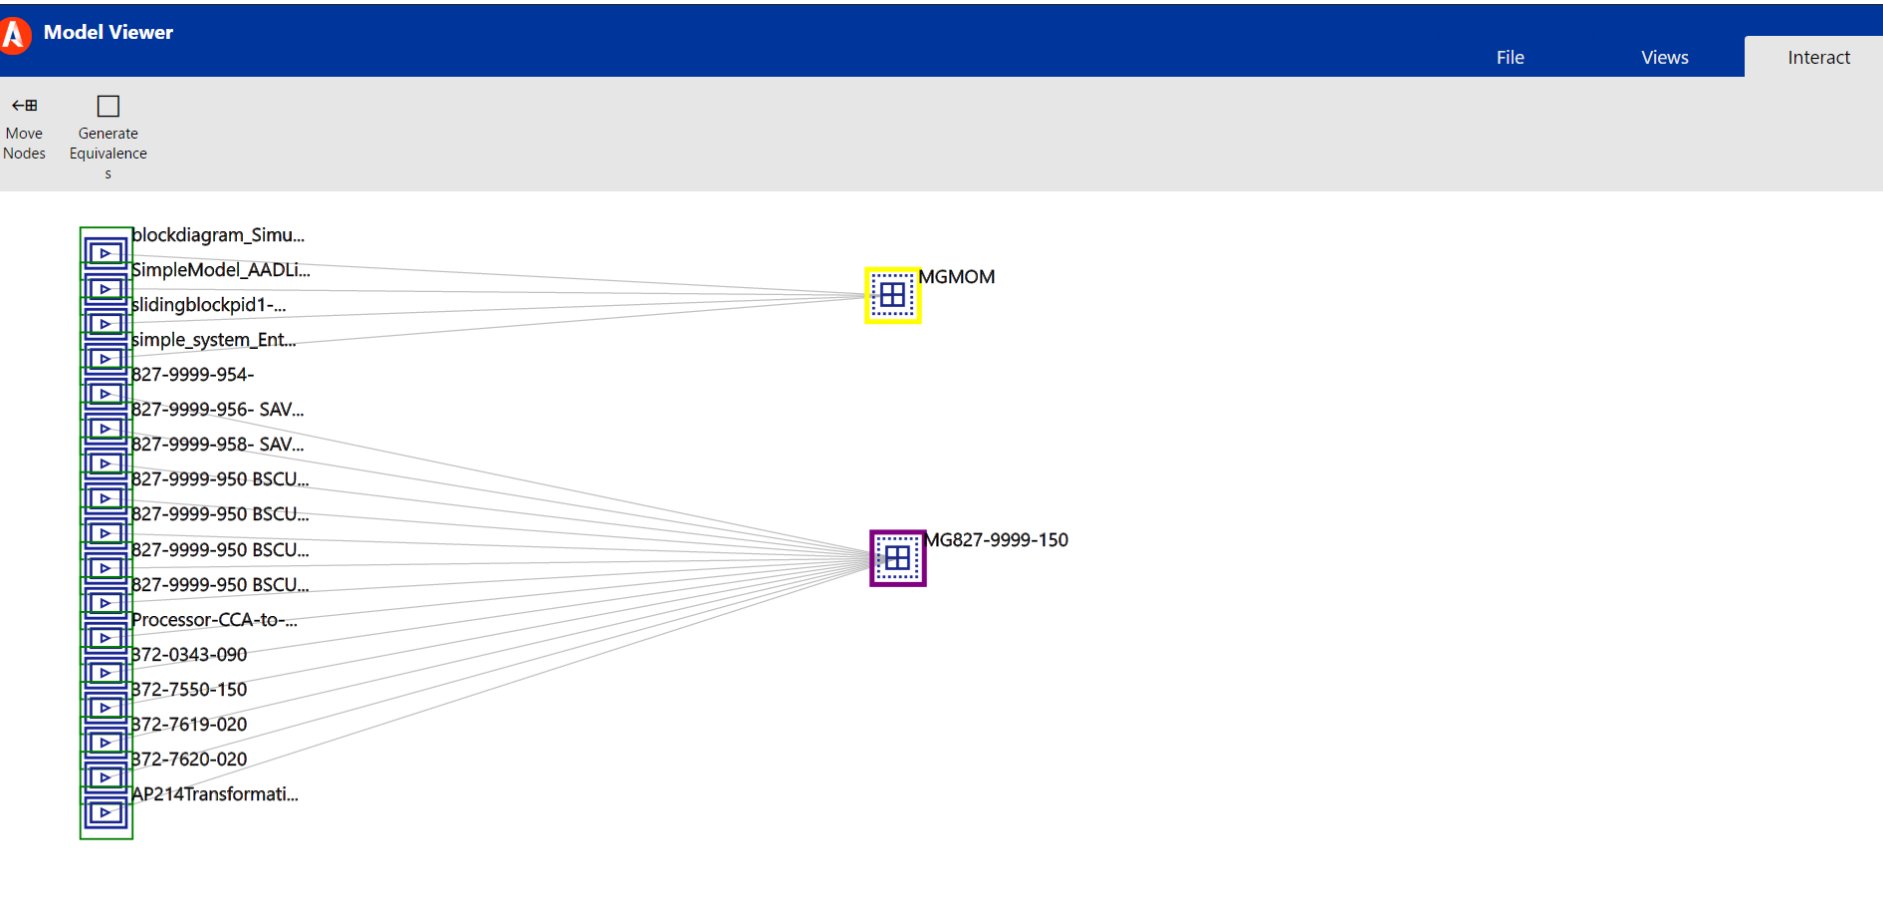 Model Viewer
File
Views
Interact
Move
Nodes
Generate
Equivalence
s
blockdiagram_Simu...
SimpleModel_AADLi...
slidingblockpid1-...
simple_system_Ent...
827-9999-954-
827-9999-956- SAV...
827-9999-958- SAV...
827-9999-950 BSCU...
827-9999-950 BSCU...
827-9999-950 BSCU...
827-9999-950 BSCU...
Processor-CCA-to-...
372-0343-090
372-7550-150
372-7619-020
372-7620-020
AP214Transformati...
MGMOM
MG827-9999-150